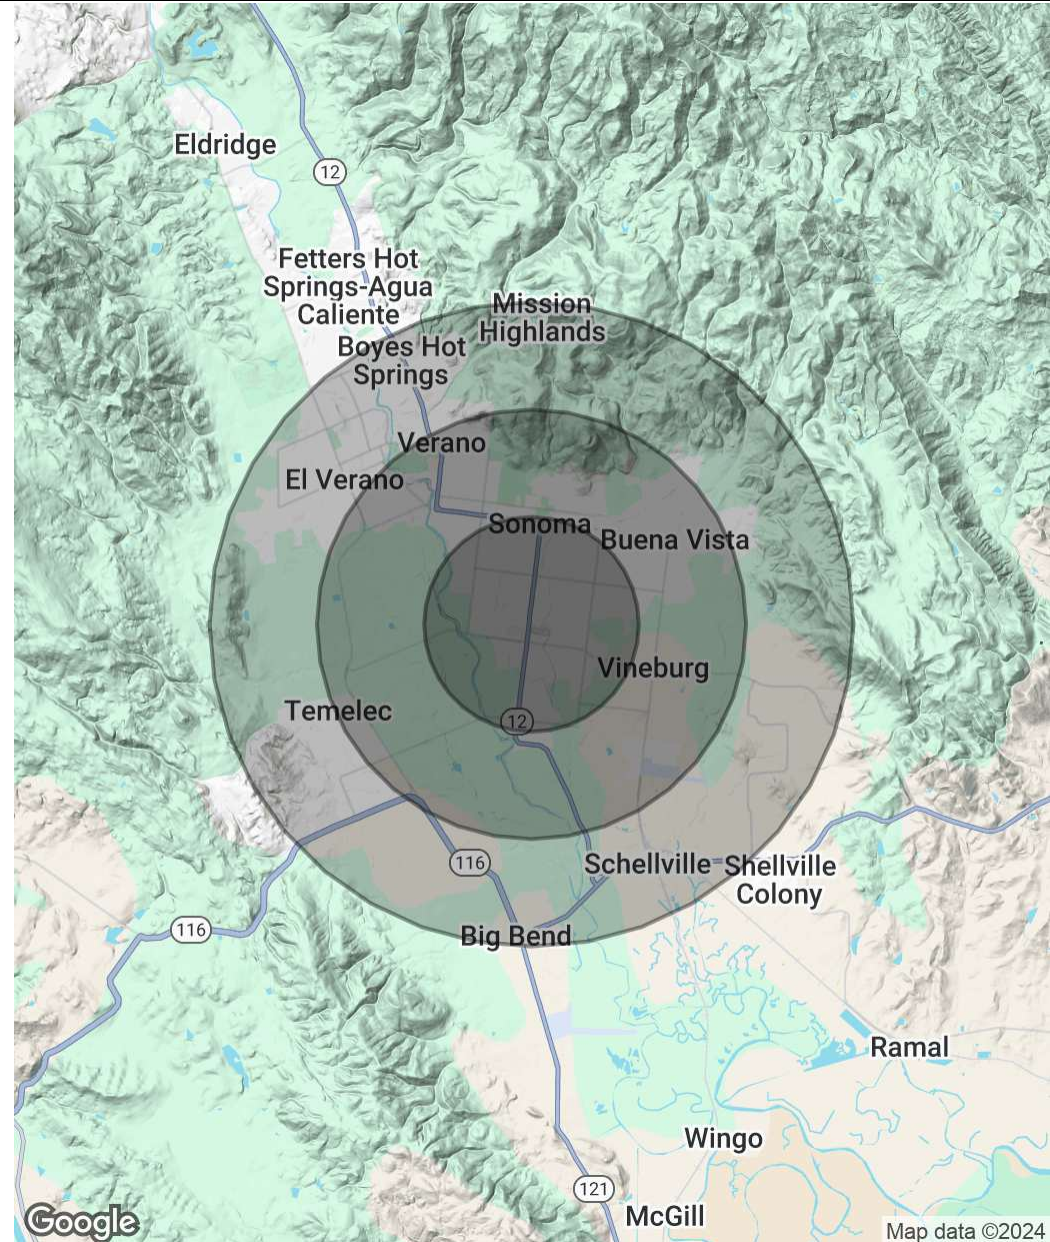 Eldridge
12
Fetters Hot
Springs-Agua
Caliente
Mission
Highlands
Boyes Hot
Springs
Verano
El Verano
Sonoma
Buena Vista
Vineburg
Temelec
12
116
Schellville
Shellville
Colony
116
Big Bend
Ramal
Wingo
121
McGill
Google
Map data ©2024